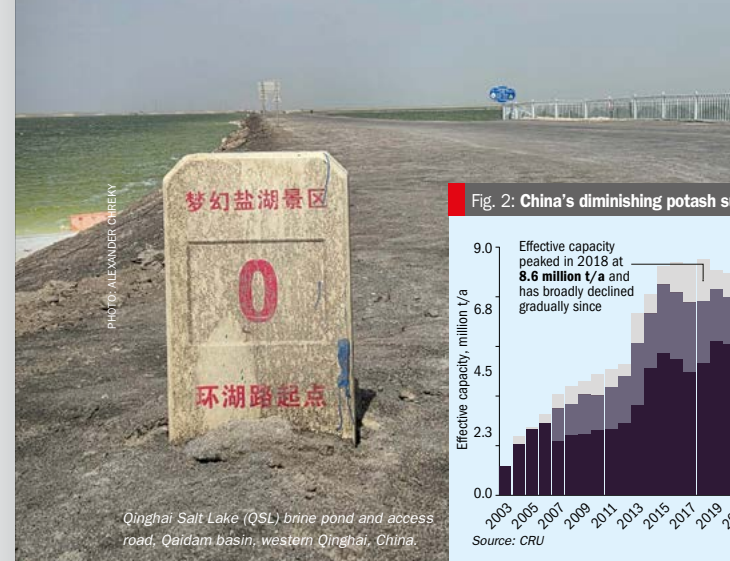 梦幻盐湖景区
0
环湖路起点
PHOTO: ALEXANDER CHREKY
Qinghai Salt Lake (QSL) brine pond and access
road, Qaidam basin, western Qinghai, China.
Fig. 2: China's diminishing potash
Effective capacity, million t/a
9.0
6.8
4.5
2.3
0.0
Effective capacity
peaked in 2018 at
8.6 million t/a and
has broadly declined
gradually since
2003
2005
2007
2009
2011
2013
2015
2017
2019
Source: CRU